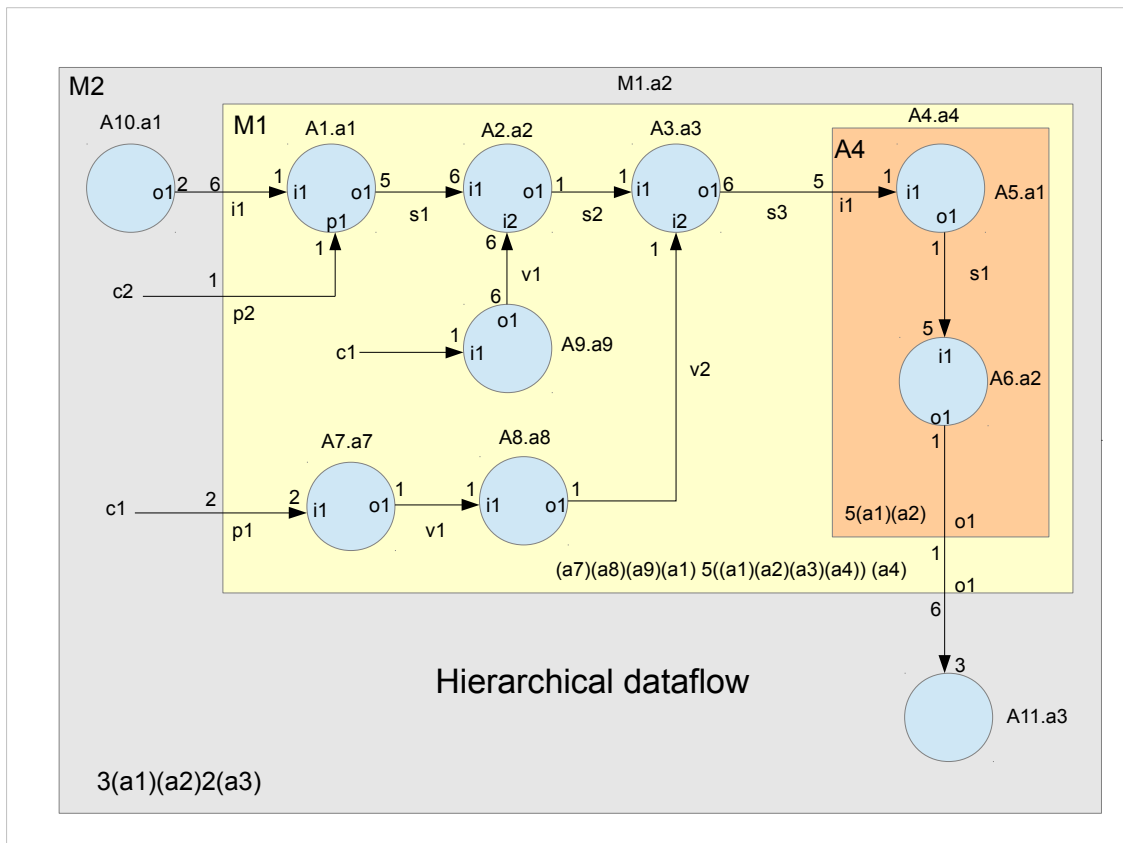 M2
M1.a2
A10.a1
M1
A1.a1
A2.a2
A3.a3
A4.a4
A4
o1 2 6 i1
1 i1 o1 5 s1
p1
1
6 i1 o1 1 s2
i2
6
1 i1 o1 6 s3
i2
1
5 i1
1 i1 A5.a1
o1
1
s1
c2 1 p2
v1
6
o1
c1 1 i1 A9.a9
5
i1
A6.a2
o1
1
v2
A7.a7
A8.a8
c1 2 p1
2 i1 o1 1 v1
1 i1 o1 1
5(a1)(a2)
o1
1
(a7)(a8)(a9)(a1) 5((a1)(a2)(a3)(a4)) (a4)
o1
6
3
Hierarchical dataflow
A11.a3
3(a1)(a2)2(a3)